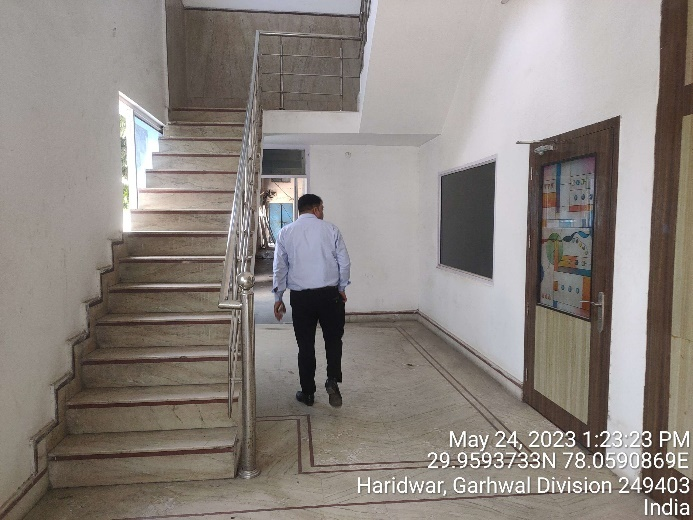 May 24, 2023 1:23:23 PM
29.9593733N 78.0590869E
Haridwar, Garhwal Division 249403
India